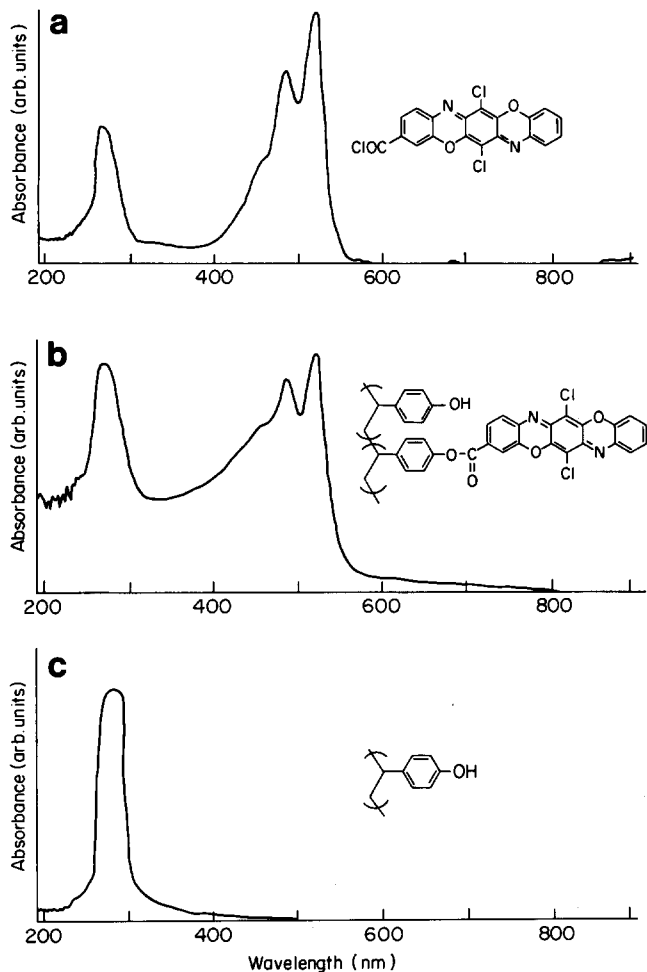 a
Absorbance (arb. units)
Cl
N
O
ClOC
O
N
Cl
200
400
600
800
b
Absorbance (arb. units)
OH
Cl
N
O
O-C
O
O
N
Cl
200
400
600
800
c
Absorbance (arb. units)
OH
200
400
600
800
Wavelength (nm)